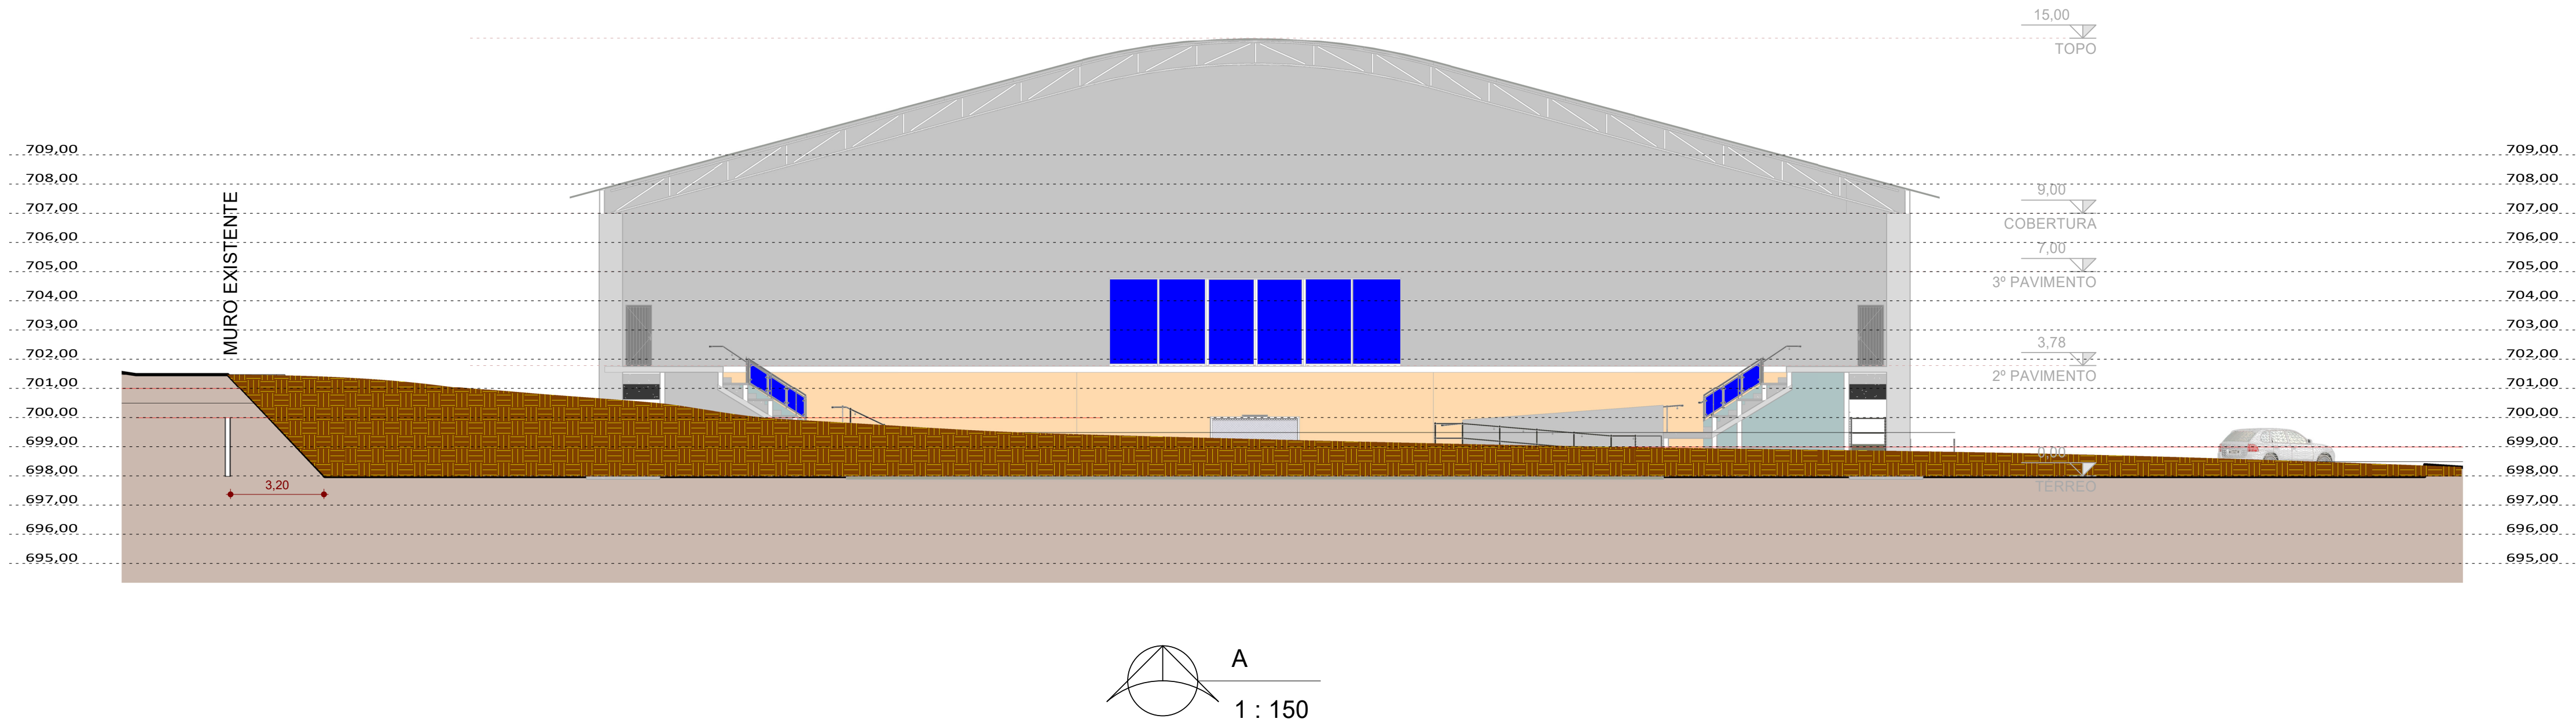 15,00
TOPO
709,00 709,00
708,00 708,00
9,00
707,00 707,00
COBERTURA
706,00 706,00
7,00
705,00 705,00
3º PAVIMENTO
704,00 704,00
703,00 703,00
MURO EXISTENTE
3,78
702,00 702,00
2º PAVIMENTO
701,00 701,00
700,00 700,00
699,00 699,00
0,00
698,00 698,00
TÉRREO
3,20
697,00 697,00
696,00 696,00
695,00 695,00
A
1 : 150